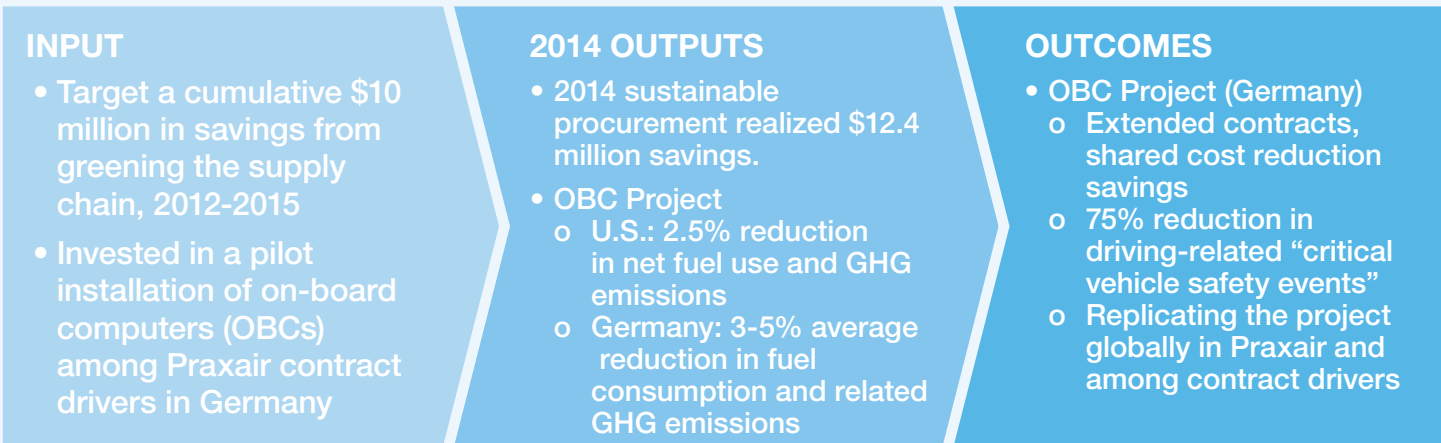 INPUT
• Target a cumulative $10
million in savings from
greening the supply
chain, 2012-2015
• Invested in a pilot
installation of on-board
computers (OBCs)
among Praxair contract
drivers in Germany
2014 OUTPUTS
• 2014 sustainable
procurement realized $12.4
million savings.
• OBC Project
o U.S.: 2.5% reduction
in net fuel use and GHG
emissions
o Germany: 3-5% average
reduction in fuel
consumption and related
GHG emissions
OUTCOMES
• OBC Project (Germany)
o Extended contracts,
shared cost reduction
savings
o 75% reduction in
driving-related “critical
vehicle safety events”
o Replicating the project
globally in Praxair and
among contract drivers